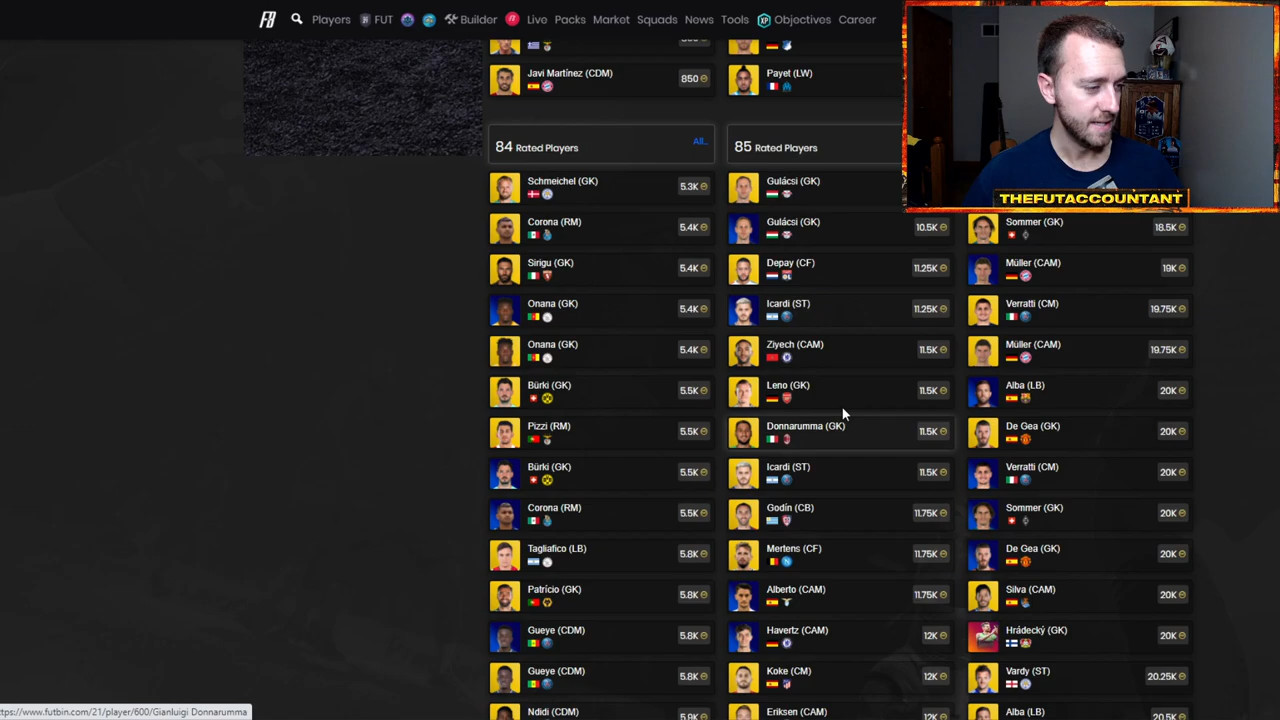 Players FUT Builder Live Packs Market Squads News Tools XP Objectives Career
Javi Martínez (CDM) 850
Payet (LW)
84 Rated Players All..
Schmeichel (GK) 5.3K
Corona (RM) 5.4K
Sirigu (GK) 5.4K
Onana (GK) 5.4K
Onana (GK) 5.4K
Bürki (GK) 5.5K
Pizzi (RM) 5.5K
Bürki (GK) 5.5K
Corona (RM) 5.5K
Tagliafico (LB) 5.8K
Patrício (GK) 5.8K
Gueye (CDM) 5.8K
Gueye (CDM) 5.8K
Ndidi (CDM) 5.9K
85 Rated Players
Gulácsi (GK)
Gulácsi (GK) 10.5K
Depay (CF) 11.25K
Icardi (ST) 11.25K
Ziyech (CAM) 11.5K
Leno (GK) 11.5K
Donnarumma (GK) 11.5K
Icardi (ST) 11.5K
Godín (CB) 11.75K
Mertens (CF) 11.75K
Alberto (CAM) 11.75K
Havertz (CAM) 12K
Koke (CM) 12K
Eriksen (CAM) 12K
Sommer (GK) 18.5K
Müller (CAM) 19K
Verratti (CM) 19.75K
Müller (CAM) 19.75K
Alba (LB) 20K
De Gea (GK) 20K
Verratti (CM) 20K
Sommer (GK) 20K
De Gea (GK) 20K
Silva (CAM) 20K
Hrádecký (GK) 20K
Vardy (ST) 20.25K
Alba (LB) 20.5K
THEFUTACCOUNTANT
ttps://www.futbin.com/21/player/600/Gianluigi Donnarumma